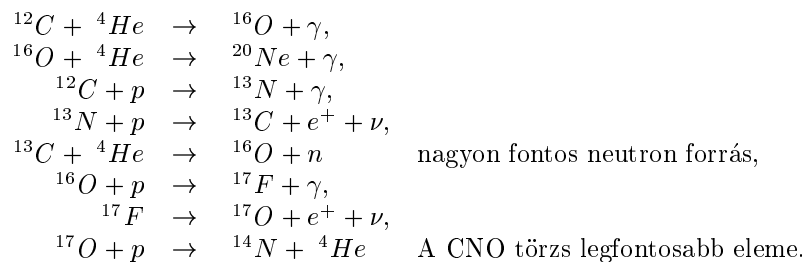 ¹²C + ⁴He → ¹⁶O + γ,
¹⁶O + ⁴He → ²⁰Ne + γ,
¹²C + p → ¹³N + γ,
¹³N + p → ¹³C + e⁺ + ν,
¹³C + ⁴He → ¹⁶O + n nagyon fontos neutron forrás,
¹⁶O + p → ¹⁷F + γ,
¹⁷F → ¹⁷O + e⁺ + ν,
¹⁷O + p → ¹⁴N + ⁴He A CNO törzs legfontosabb eleme.